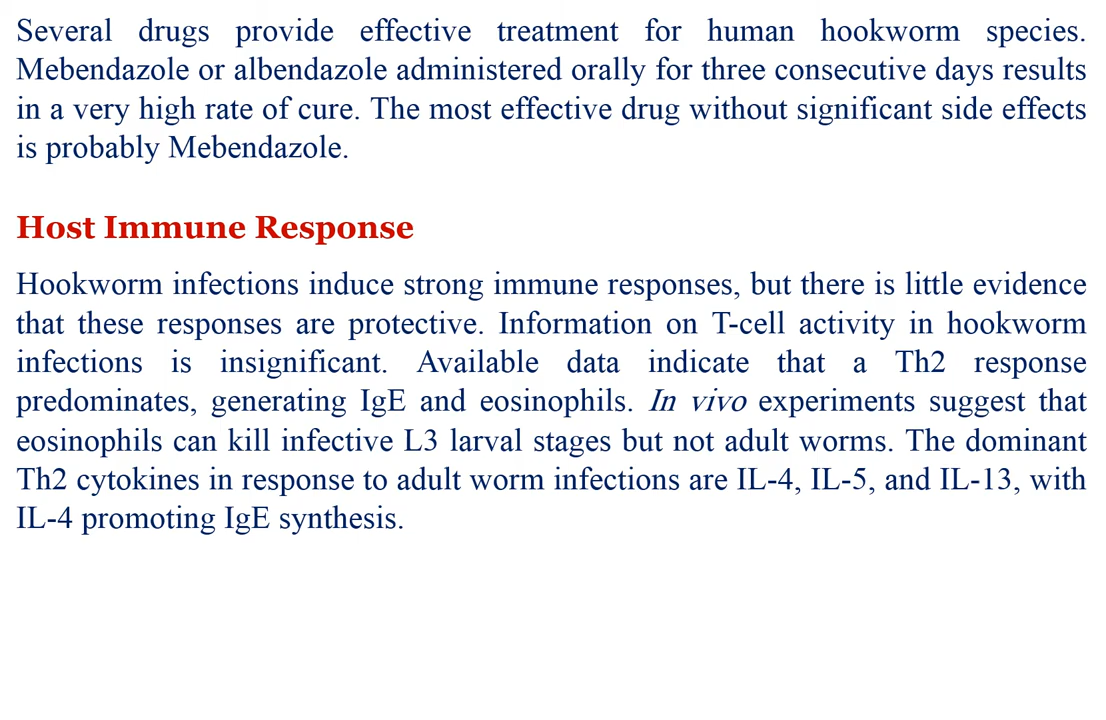 Several drugs provide effective treatment for human hookworm species.
Mebendazole or albendazole administered orally for three consecutive days results
in a very high rate of cure. The most effective drug without significant side effects
is probably Mebendazole.
Host Immune Response
Hookworm infections induce strong immune responses, but there is little evidence
that these responses are protective. Information on T-cell activity in hookworm
infections is insignificant. Available data indicate that a Th2 response
predominates, generating IgE and eosinophils. In vivo experiments suggest that
eosinophils can kill infective L3 larval stages but not adult worms. The dominant
Th2 cytokines in response to adult worm infections are IL-4, IL-5, and IL-13, with
IL-4 promoting IgE synthesis.